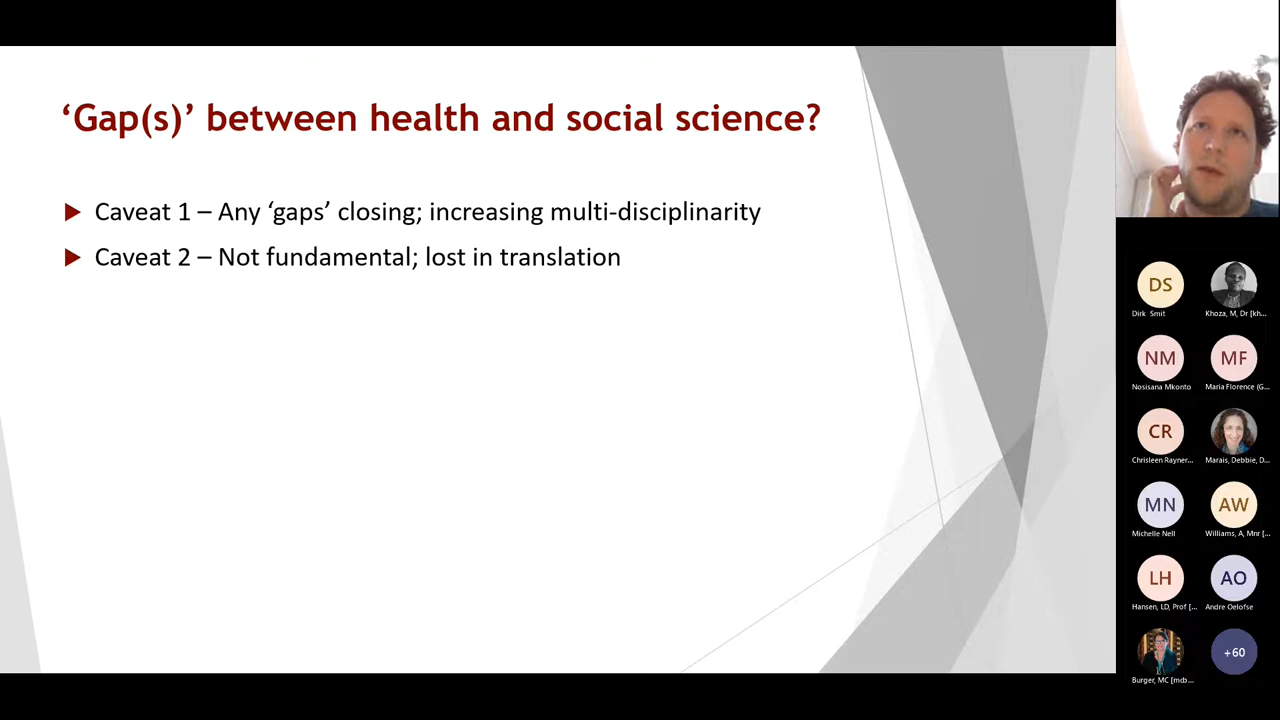 ‘Gap(s)’ between health and social science?
Caveat 1 – Any ‘gaps’ closing; increasing multi-disciplinarity
Caveat 2 – Not fundamental; lost in translation
DS
Dirk Smit
Khoza, M, Dr [kh...
NM
Nosisana Mkonto
MF
Maria Florence (G...
CR
Chrisleen Rayner...
Marais, Debbie, D...
MN
Michelle Nell
AW
Williams, A, Mnr [...
LH
Hansen, LD, Prof [...
AO
Andre Oelofse
Burger, MC [mcb...
+60